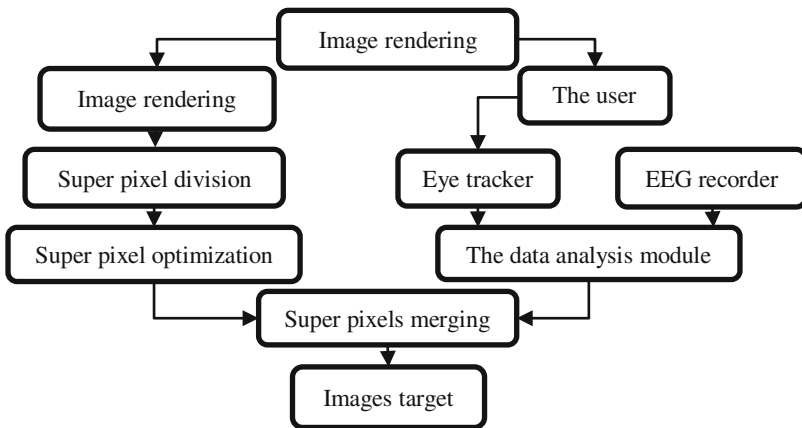 Image rendering
Image rendering
The user
Super pixel division
Eye tracker
EEG recorder
Super pixel optimization
The data analysis module
Super pixels merging
Images target